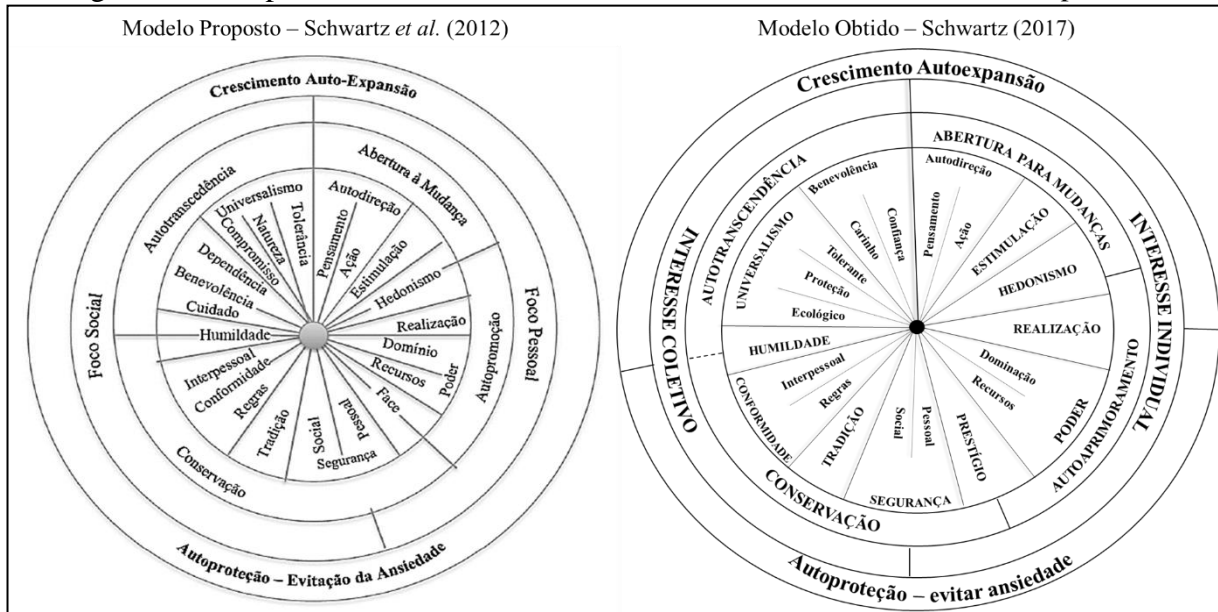 Modelo Proposto – Schwartz et al. (2012)
Crescimento Auto-Expansão
Autotranscedência
Abertura à Mudança
Foco Social
Foco Pessoal
Autopromoção
Conservação
Autoproteção – Evitação da Ansiedade
Universalismo
Tolerância
Natureza
Compromisso
Dependência
Benevolência
Cuidado
Humildade
Interpessoal
Conformidade
Regras
Tradição
Social
Segurança
Pessoal
Face
Recursos
Poder
Domínio
Realização
Hedonismo
Estimulação
Ação
Pensamento
Autodireção
Modelo Obtido – Schwartz (2017)
Crescimento Autoexpansão
AUTOTRANSCENDÊNCIA
ABERTURA PARA MUDANÇAS
INTERESSE COLETIVO
INTERESSE INDIVIDUAL
AUTOAPRIMORAMENTO
CONSERVAÇÃO
Autoproteção – evitar ansiedade
Benevolência
Confiança
Carinho
UNIVERSALISMO
Tolerante
Proteção
Ecológico
HUMILDADE
Interpessoal
Regras
CONFORMIDADE
TRADIÇÃO
Social
Pessoal
SEGURANÇA
PRESTÍGIO
Recursos
Dominação
PODER
REALIZAÇÃO
HEDONISMO
ESTIMULAÇÃO
Ação
Pensamento
Autodireção